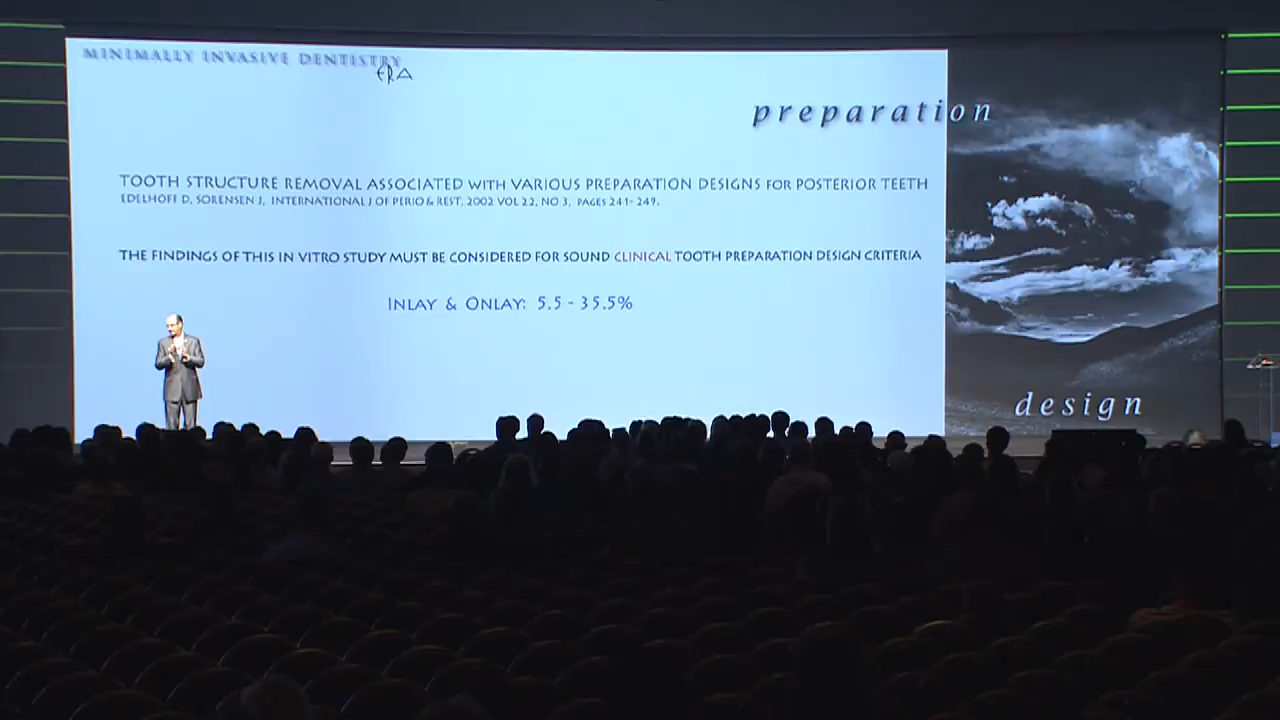 MINIMALLY INVASIVE DENTISTRY
ERA
preparation
TOOTH STRUCTURE REMOVAL ASSOCIATED WITH VARIOUS PREPARATION DESIGNS FOR POSTERIOR TEETH
EDELHOFF D, SORENSEN J, INTERNATIONAL J OF PERIO & REST, 2002 VOL 22, NO 3, PAGES 241- 249.
THE FINDINGS OF THIS IN VITRO STUDY MUST BE CONSIDERED FOR SOUND CLINICAL TOOTH PREPARATION DESIGN CRITERIA
INLAY & ONLAY: 5.5 - 35.5%
design